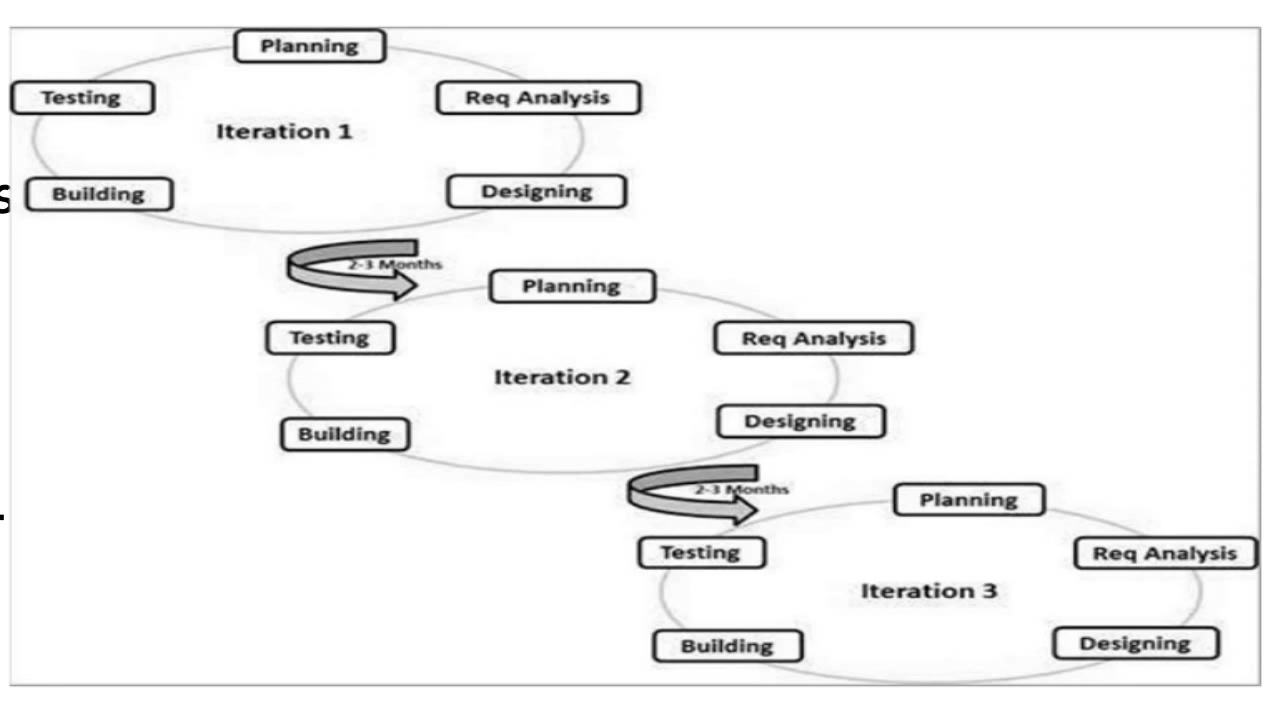 Planning
Testing
Req Analysis
Iteration 1
s
Building
Designing
2-3 Months
Planning
Testing
Req Analysis
Iteration 2
Designing
Building
2-3 Months
Planning
Testing
Req Analysis
Iteration 3
Building
Designing